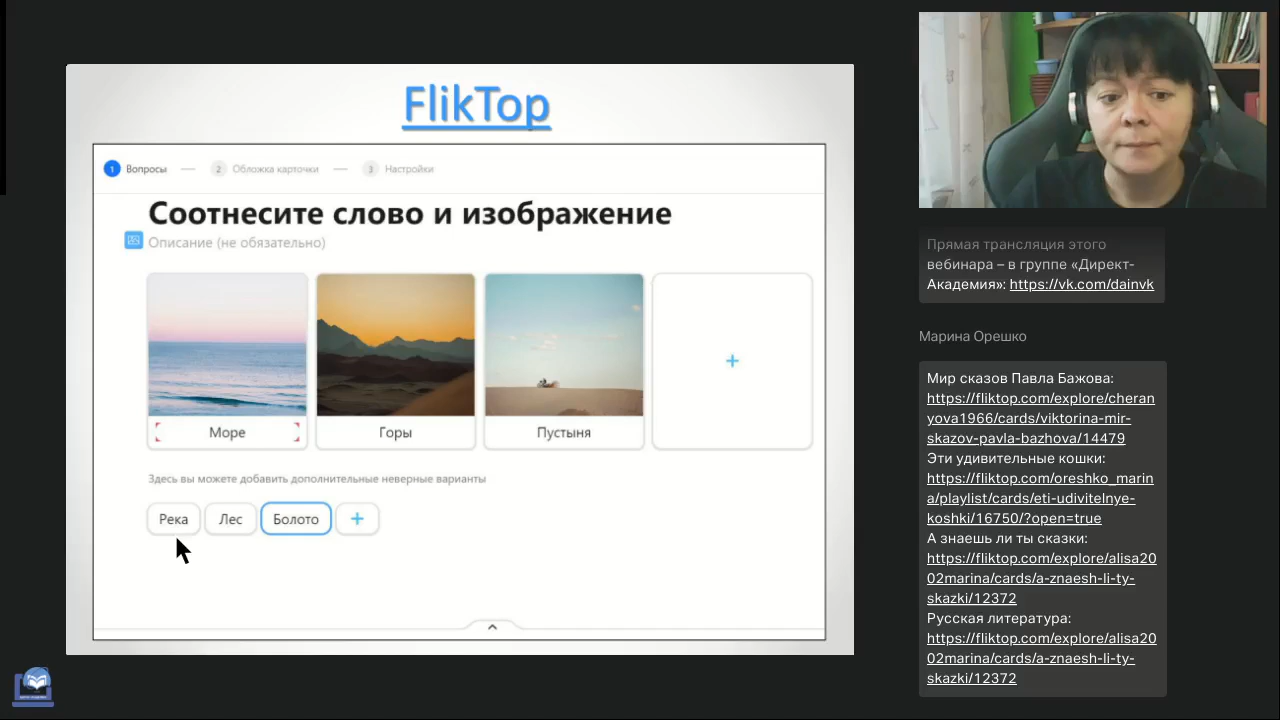 FlikTop
1 Вопросы — 2 Обложка карточки — 3 Настройки
Соотнесите слово и изображение
Описание (не обязательно)
Море Горы Пустыня
Здесь вы можете добавить дополнительные неверные варианты
Река Лес Болото +
Прямая трансляция этого
вебинара – в группе «Директ-
Академия»: https://vk.com/dainvk
Марина Орешко
Мир сказов Павла Бажова:
https://fliktop.com/explore/cheran
yova1966/cards/viktorina-mir-
skazov-pavla-bazhova/14479
Эти удивительные кошки:
https://fliktop.com/oreshko_marin
a/playlist/cards/eti-udivitelnye-
koshki/16750/?open=true
А знаешь ли ты сказки:
https://fliktop.com/explore/alisa20
02marina/cards/a-znaesh-li-ty-
skazki/12372
Русская литература:
https://fliktop.com/explore/alisa20
02marina/cards/a-znaesh-li-ty-
skazki/12372